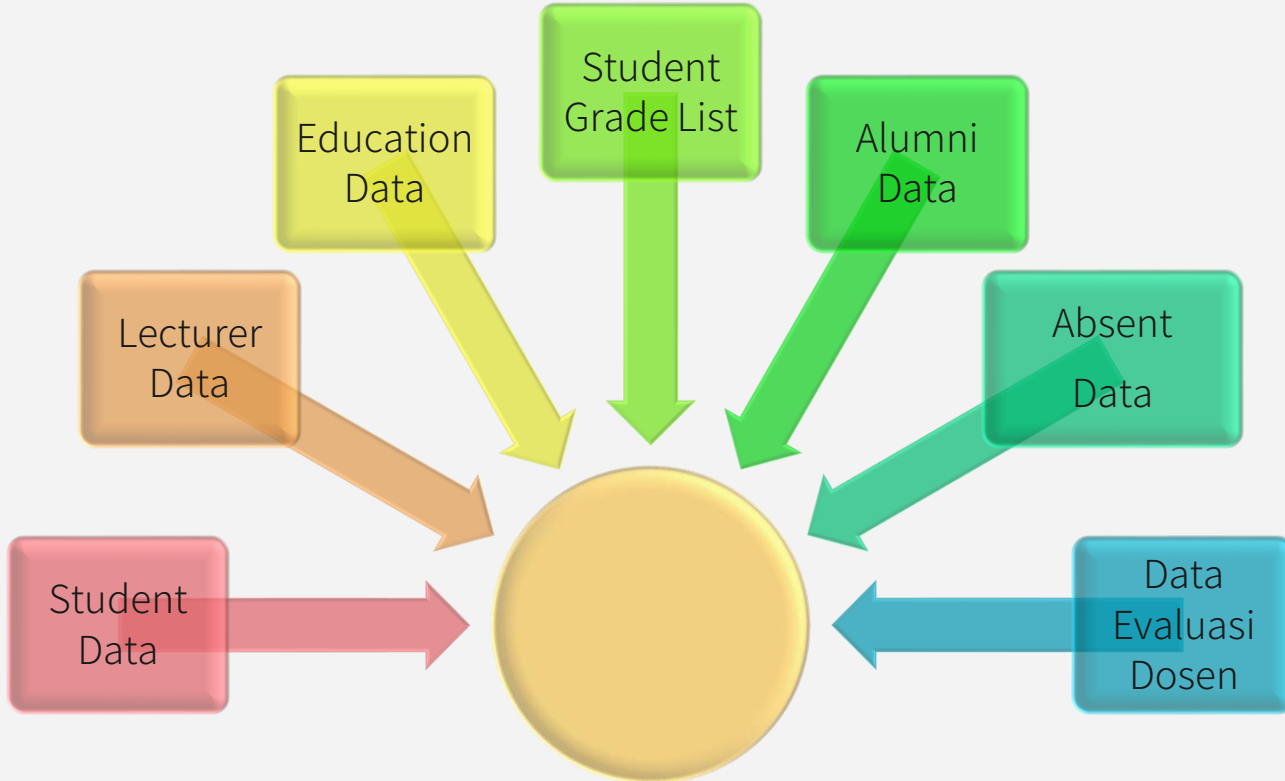 Student
Grade List
Education
Data
Alumni
Data
Lecturer
Data
Absent
Data
Student
Data
Data
Evaluasi
Dosen